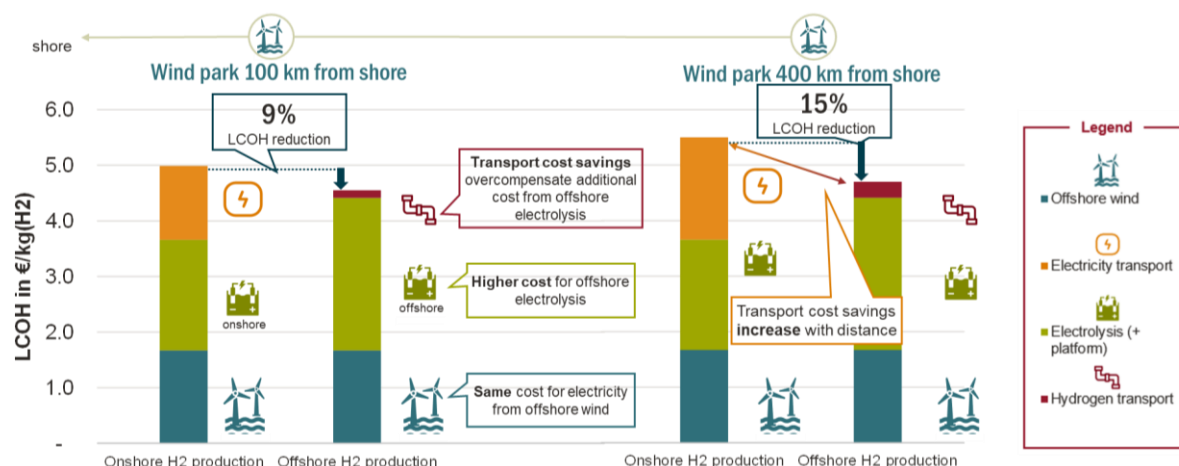 shore
Wind park 100 km from shore
Wind park 400 km from shore
LCOH in €/kg(H2)
6.0
5.0
4.0
3.0
2.0
1.0
-
9%
LCOH reduction
Transport cost savings
overcompensate additional
cost from offshore
electrolysis
Higher cost for offshore
electrolysis
Same cost for electricity
from offshore wind
onshore
offshore
15%
LCOH reduction
Transport cost savings
increase with distance
Onshore H2 production
Offshore H2 production
Onshore H2 production
Offshore H2 production
Legend
Offshore wind
Electricity transport
Electrolysis (+
platform)
Hydrogen transport